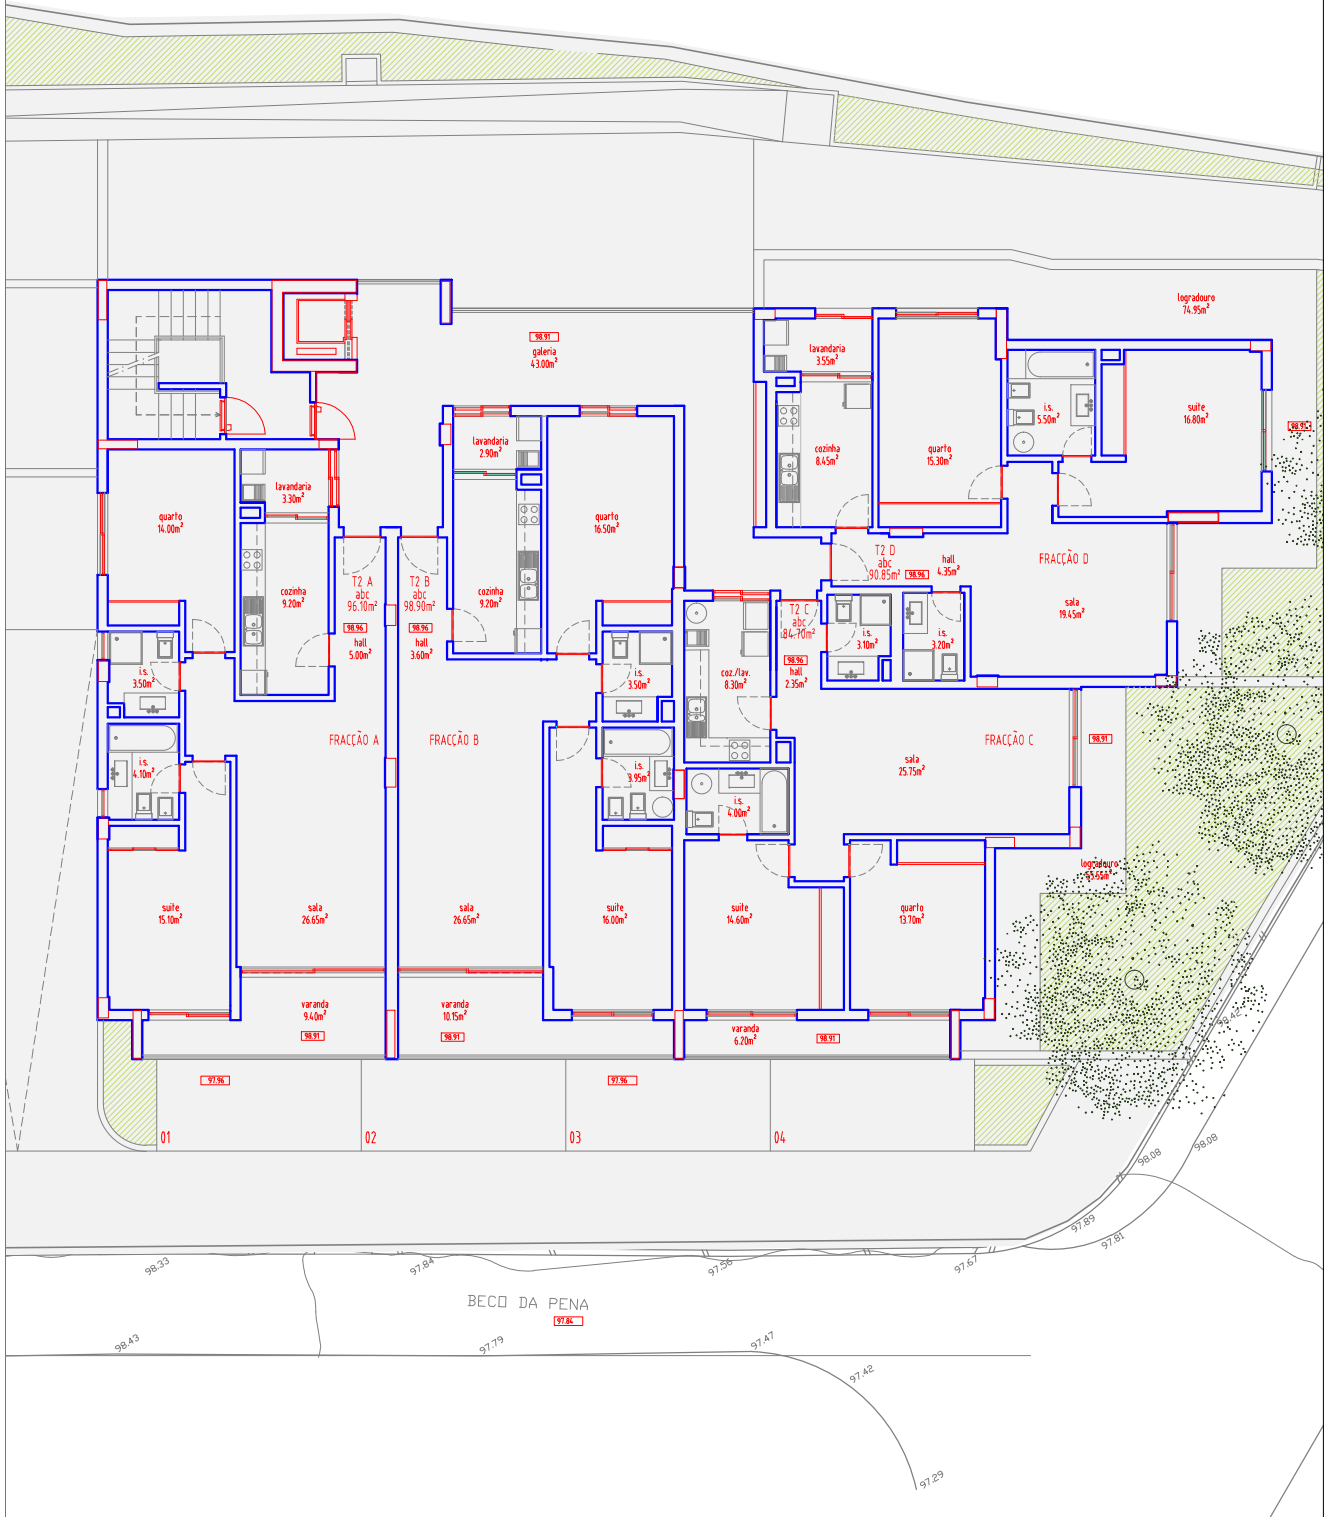 logradouro
74.95m²
98.91
galeria
43.00m²
lavandaria
3.55m²
lavandaria
2.90m²
i.s.
5.50m²
suite
16.80m²
98.91
cozinha
8.45m²
quarto
15.30m²
lavandaria
3.30m²
quarto
14.00m²
quarto
16.50m²
T2 D
abc
90.85m²
98.96
hall
4.35m²
FRACÇÃO D
T2 A
abc
96.10m²
98.96
hall
5.00m²
T2 B
abc
98.90m²
98.96
hall
3.60m²
cozinha
9.20m²
cozinha
9.20m²
sala
19.45m²
T2 C
abc
84.70m²
98.96
hall
2.35m²
i.s.
3.10m²
i.s.
3.20m²
i.s.
3.50m²
i.s.
3.50m²
coz./lav.
8.30m²
FRACÇÃO A
FRACÇÃO B
FRACÇÃO C
98.91
i.s.
4.10m²
i.s.
3.95m²
sala
25.75m²
i.s.
4.00m²
logradouro
suite
15.10m²
sala
26.65m²
sala
26.65m²
suite
16.00m²
suite
14.60m²
quarto
13.70m²
varanda
9.40m²
98.91
varanda
10.15m²
98.91
varanda
6.20m²
98.91
98.42
97.96
97.96
01
02
03
04
98.08
98.08
97.89
97.81
98.33
97.84
97.56
97.67
BECO DA PENA
97.84
98.43
97.79
97.47
97.42
97.29